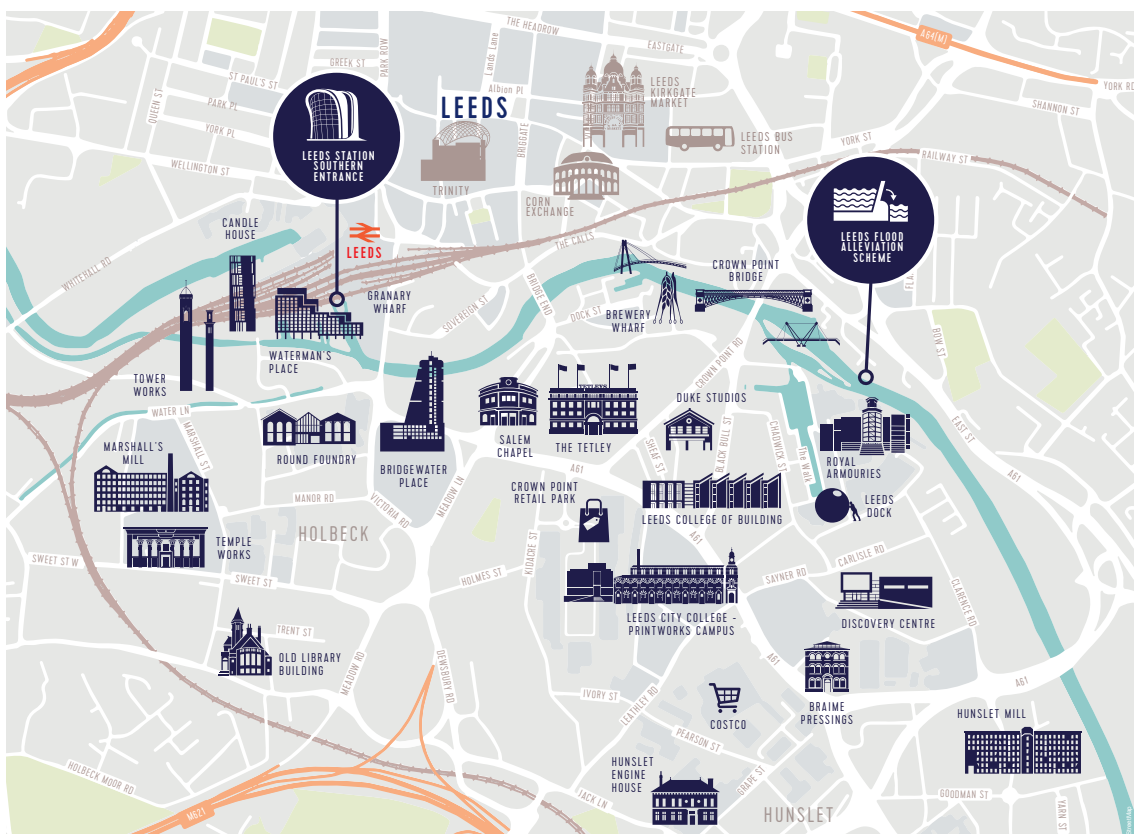 THE HEADROW
EASTGATE
A64(M)
YORK RD
GREEK ST
PARK ROW
Lands Lane
Albion Pl
ST PAUL'S ST
QUEEN ST
PARK PL
YORK PL
WELLINGTON ST
LEEDS STATION
SOUTHERN
ENTRANCE
LEEDS
TRINITY
BRIGGATE
LEEDS
KIRKGATE
MARKET
LEEDS BUS
STATION
CORN
EXCHANGE
YORK ST
SHANNON ST
RAILWAY ST
LEEDS FLOOD
ALLEVIATION
SCHEME
CANDLE
HOUSE
LEEDS
THE CALLS
WHITEHALL RD
GRANARY
WHARF
SOVEREIGN ST
BRIDGE END
DOCK ST
BREWERY
WHARF
CROWN POINT
BRIDGE
BOW ST
WATERMAN'S
PLACE
TOWER
WORKS
WATER LN
MARSHALL ST
CROWN POINT RD
DUKE STUDIOS
EAST ST
MARSHALL'S
MILL
ROUND FOUNDRY
BRIDGEWATER
PLACE
SALEM
CHAPEL
TETLEYS
THE TETLEY
SHEAF ST
BLACK BULL ST
CHADWICK ST
The Walk
ROYAL
ARMOURIES
A61
A61
MEADOW LN
VICTORIA RD
MANOR RD
CROWN POINT
RETAIL PARK
LEEDS COLLEGE OF BUILDING
LEEDS
DOCK
HOLBECK
TEMPLE
WORKS
SWEET ST W
SWEET ST
KIDACRE ST
HOLMES ST
A61
SAYNER RD
CARLISLE RD
CLARENCE RD
LEEDS CITY COLLEGE -
PRINTWORKS CAMPUS
DISCOVERY CENTRE
TRENT ST
OLD LIBRARY
BUILDING
MEADOW RD
DEWSBURY RD
A61
A61
IVORY ST
LEATHLEY RD
COSTCO
BRAIME
PRESSINGS
HUNSLET MILL
PEARSON ST
HOLBECK MOOR RD
HUNSLET
ENGINE
HOUSE
GRAPE ST
GOODMAN ST
M621
JACK LN
HUNSLET
YARN ST